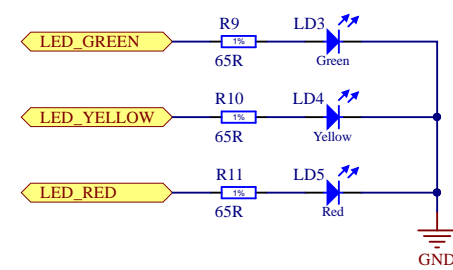 R9 LD3
LED_GREEN 1%
65R Green
R10 LD4
LED_YELLOW 1%
65R Yellow
R11 LD5
LED_RED 1%
65R Red
GND